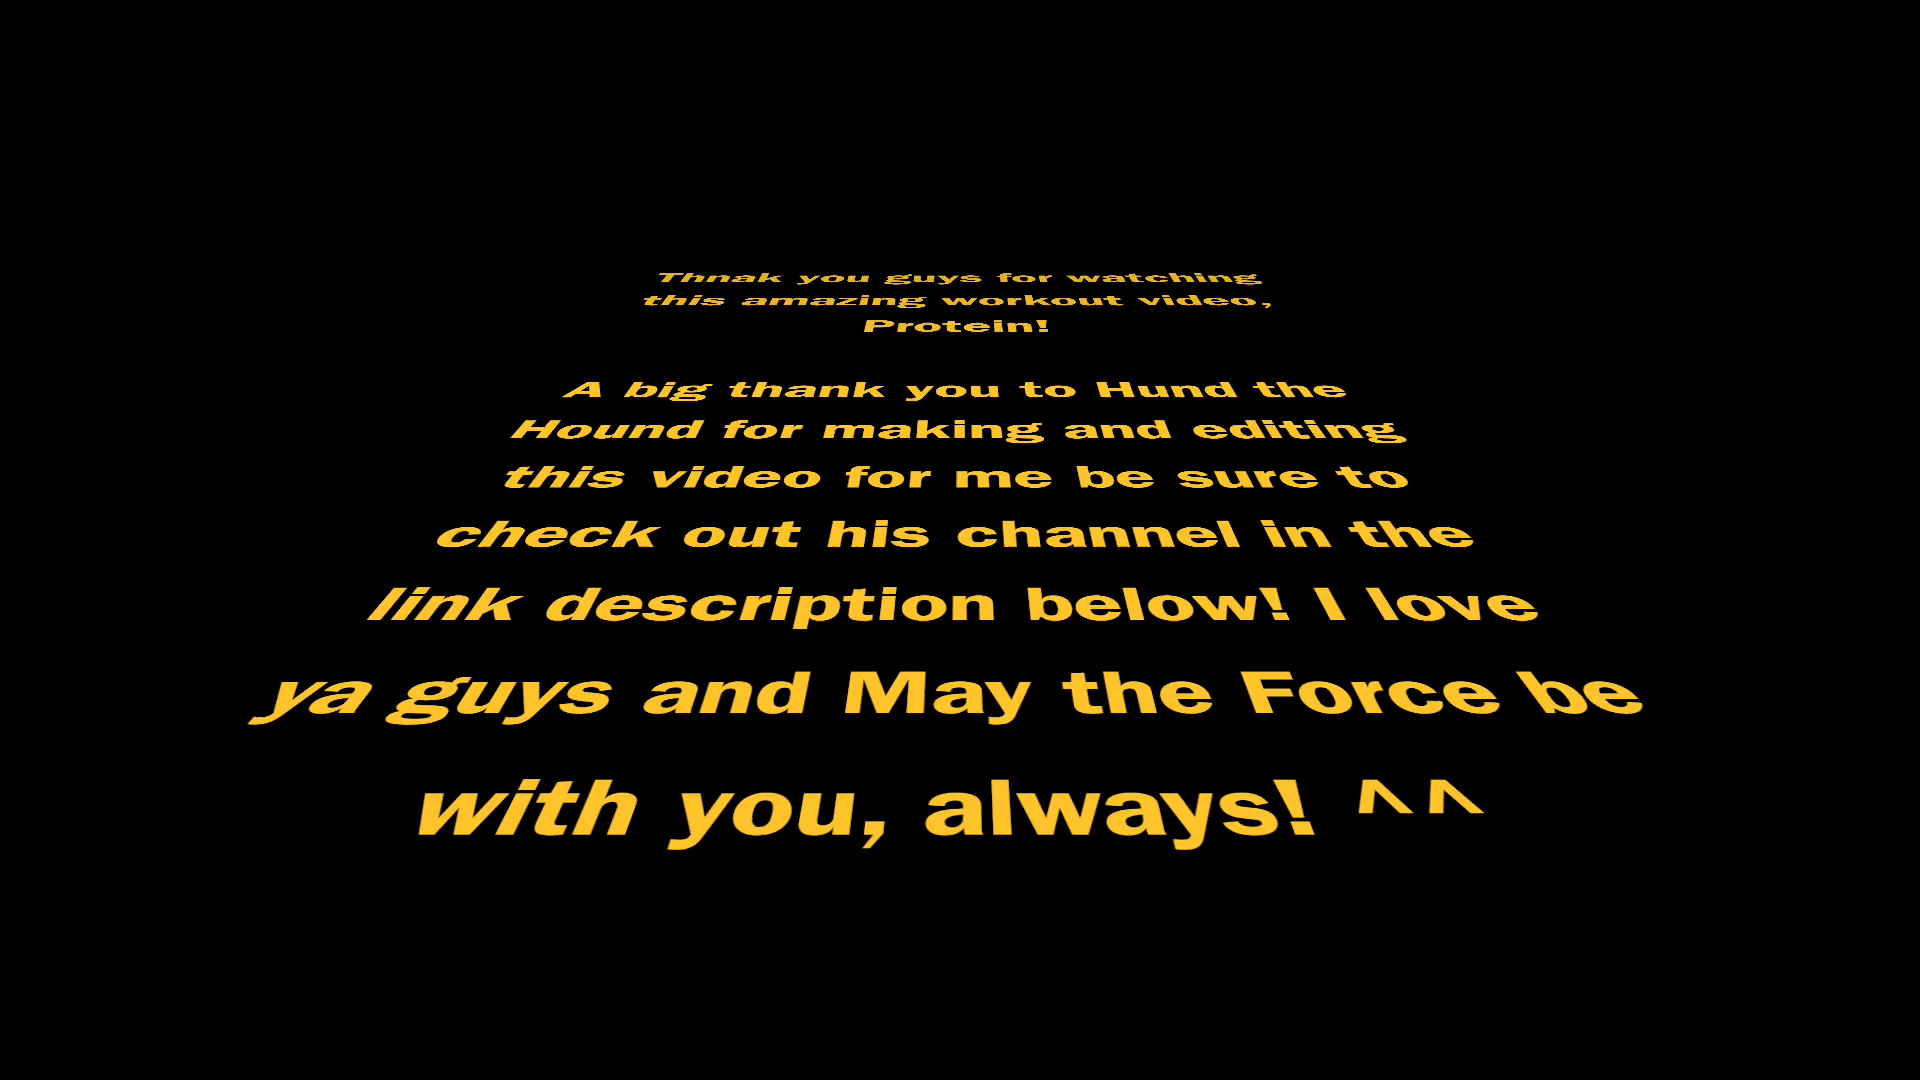 Thnak you guys for watching
this amazing workout video,
Protein!
A big thank you to Hund the
Hound for making and editing
this video for me be sure to
check out his channel in the
link description below! I love
ya guys and May the Force be
with you, always! ^^